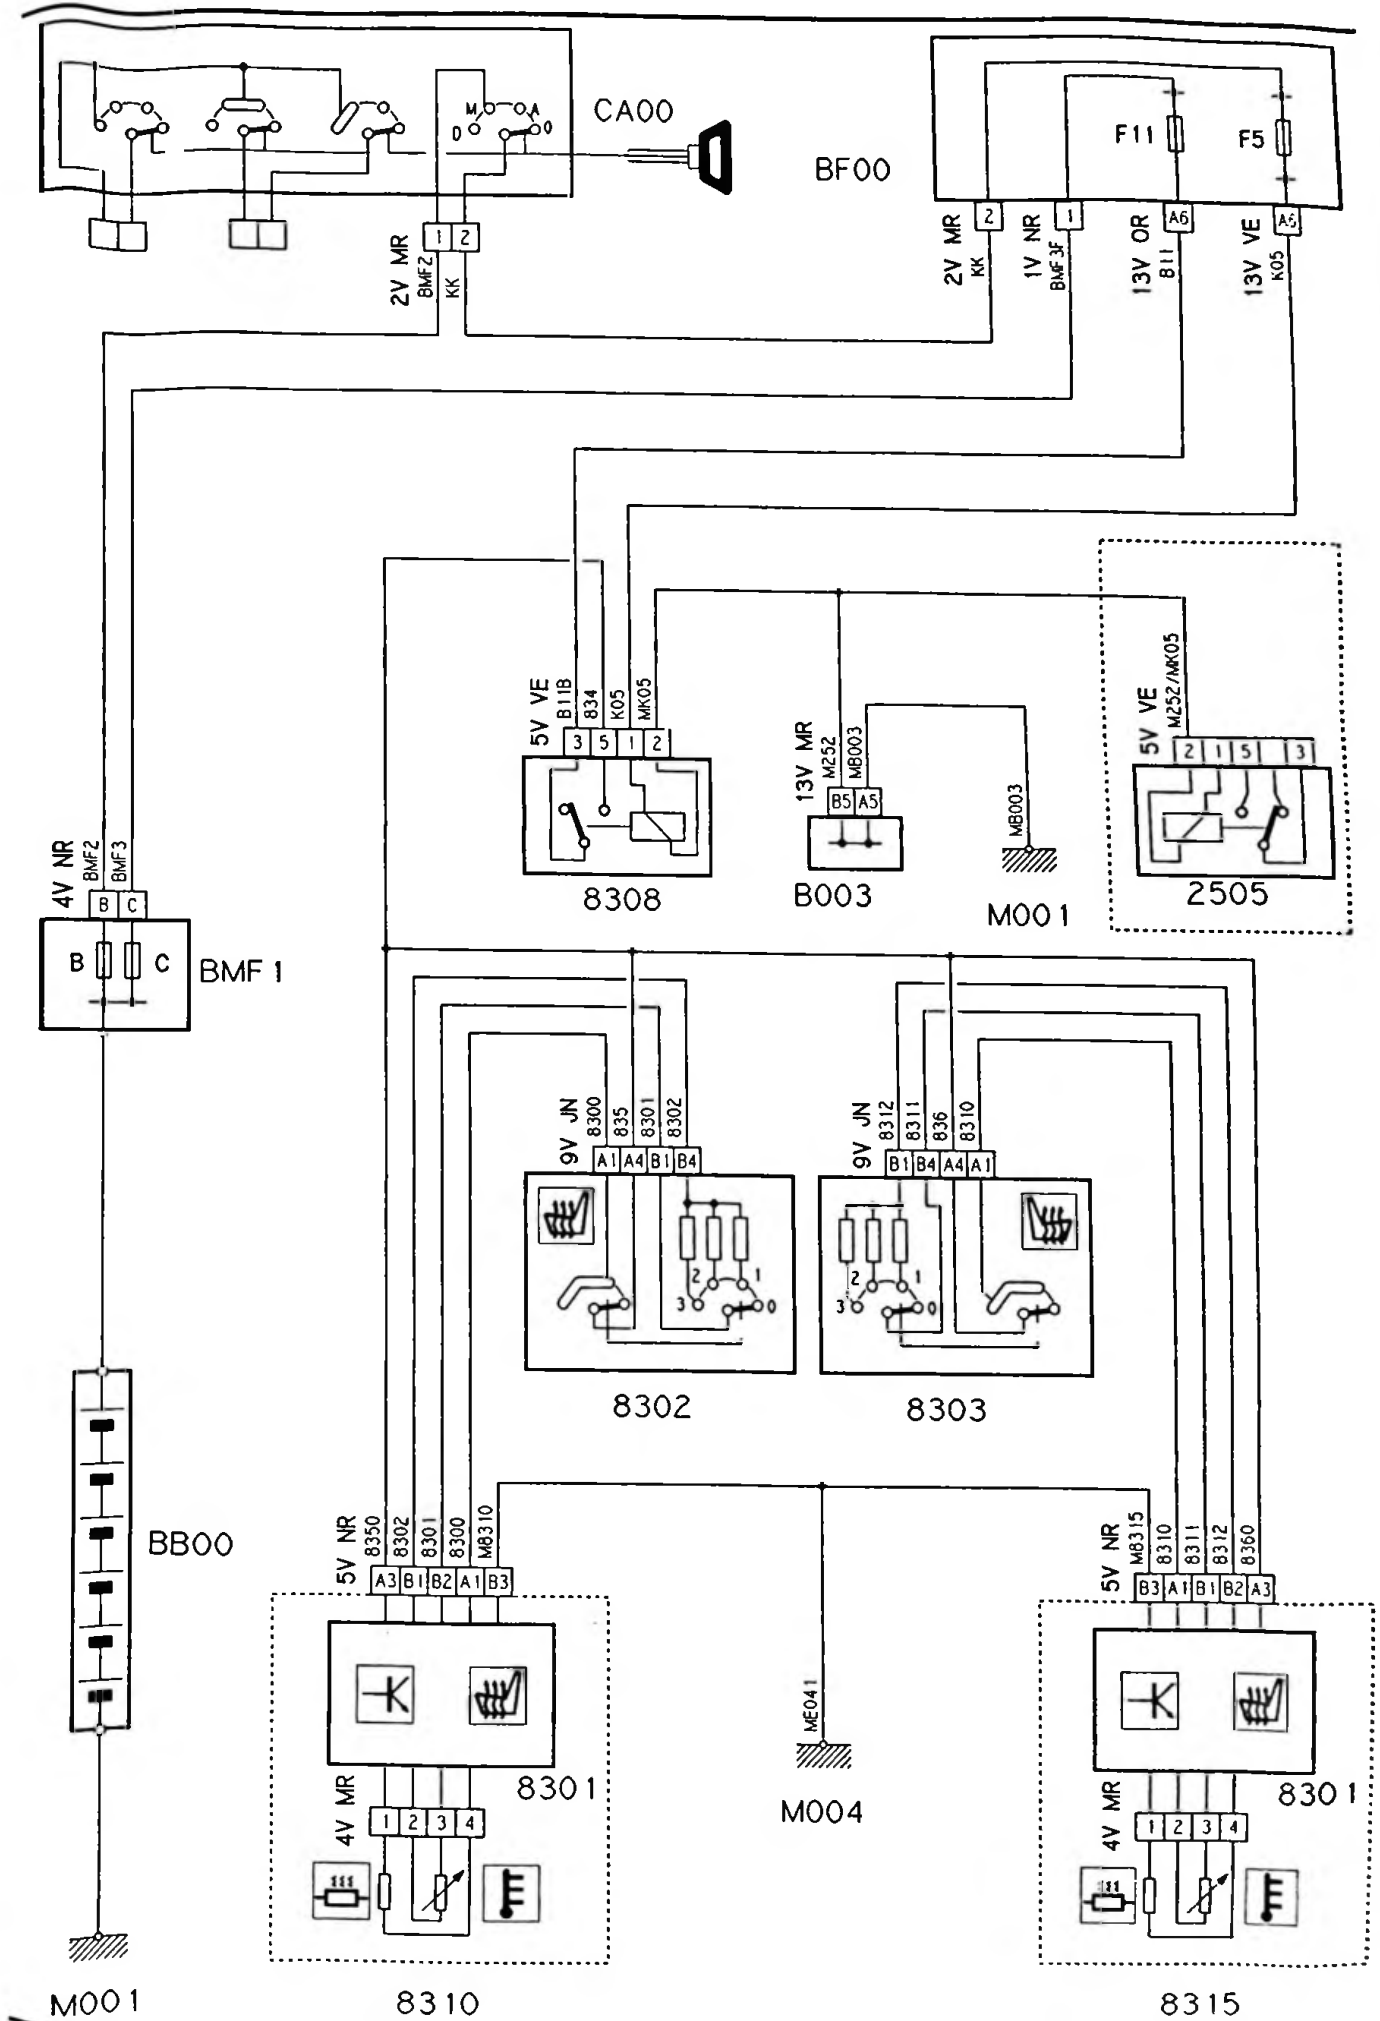 CA00
M
A
D
0
1 2
2V MR
BMF2
KK
BF00
F11
F5
2
1
A6
A6
2V MR
KK
1V NR
BMF3F
13V OR
B11
13V VE
K05
5V VE
B11B
834
K05
MK05
3 5 1 2
8308
13V MR
M252
MB003
B5 A5
B003
MB003
M001
5V VE
M252/MK05
2 1 5 3
2505
4V NR
BMF2
BMF3
B C
B C
BMF1
9V JN
8300
835
8301
8302
A1 A4 B1 B4
2 1
3 0
8302
9V JN
8312
8311
836
8310
B1 B4 A4 A1
2 1
3 0
8303
BB00
M001
5V NR
8350
8302
8301
8300
M8310
A3 B1 B2 A1 B3
8301
4V MR
1 2 3 4
8310
ME041
M004
5V NR
M8315
8310
8311
8312
8360
B3 A1 B1 B2 A3
8301
4V MR
1 2 3 4
8315